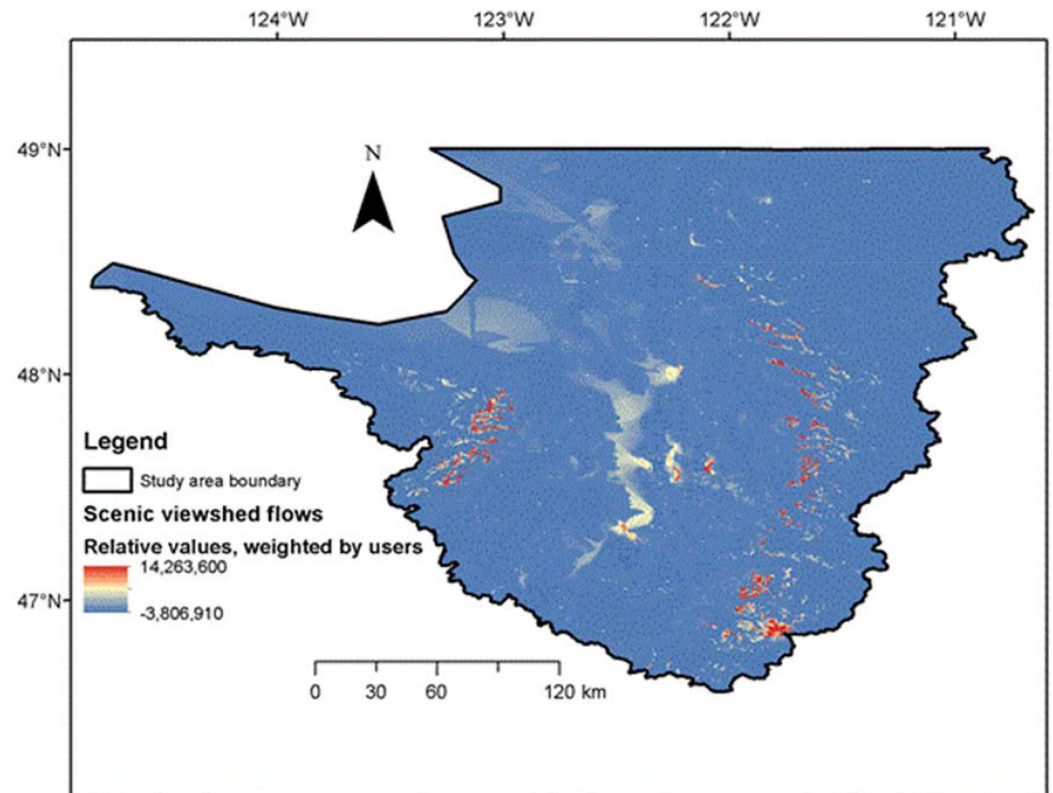 124°W 123°W 122°W 121°W
49°N
N
48°N
Legend
Study area boundary
Scenic viewshed flows
Relative values, weighted by users
14,263,600
-3,806,910
47°N
0 30 60 120 km